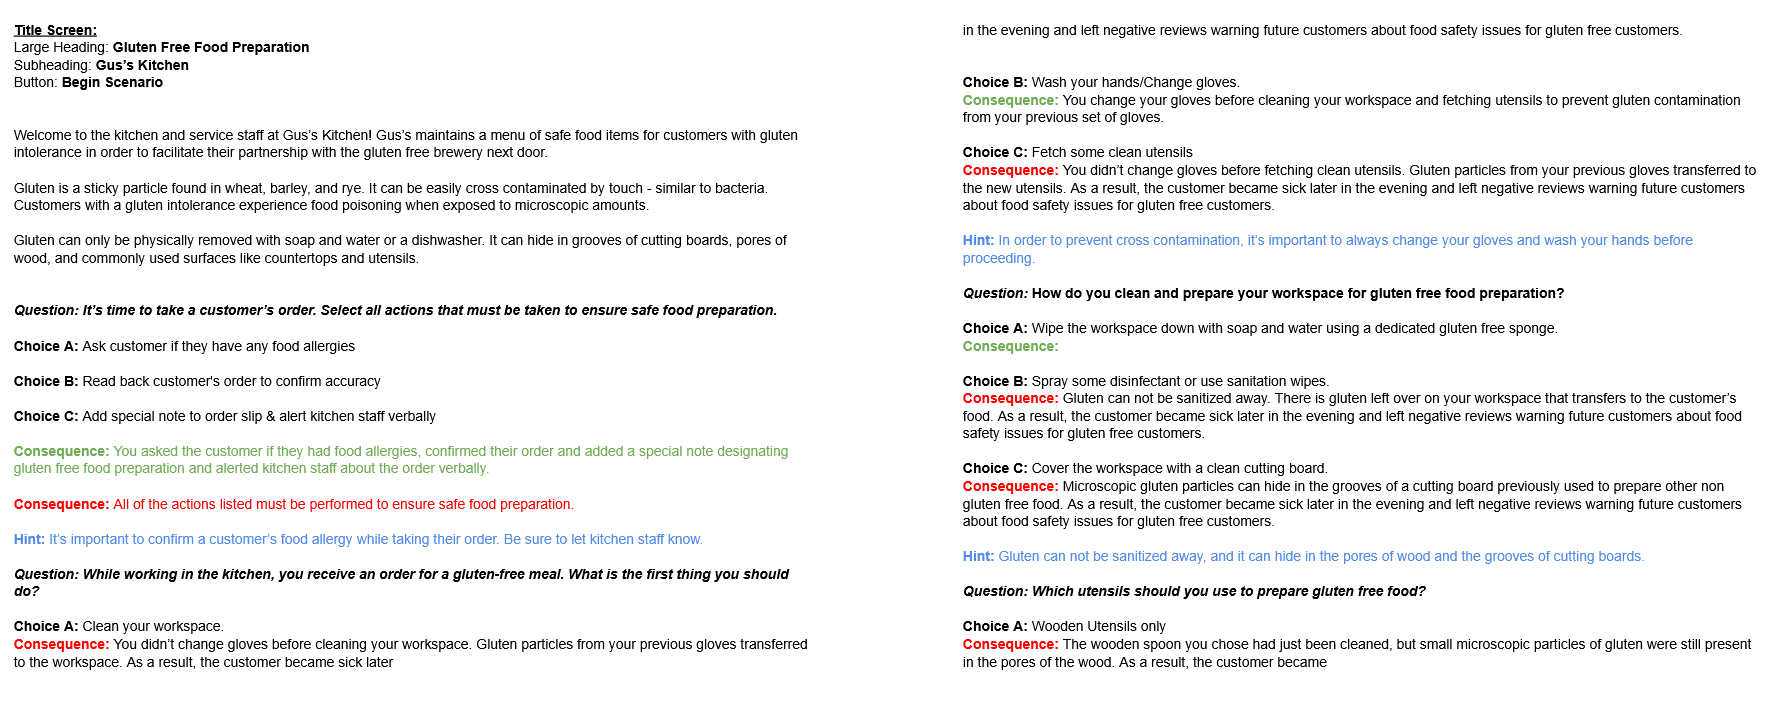 Title Screen:
Large Heading: Gluten Free Food Preparation
Subheading: Gus’s Kitchen
Button: Begin Scenario
Welcome to the kitchen and service staff at Gus’s Kitchen! Gus’s maintains a menu of safe food items for customers with gluten
intolerance in order to facilitate their partnership with the gluten free brewery next door.
Gluten is a sticky particle found in wheat, barley, and rye. It can be easily cross contaminated by touch - similar to bacteria.
Customers with a gluten intolerance experience food poisoning when exposed to microscopic amounts.
Gluten can only be physically removed with soap and water or a dishwasher. It can hide in grooves of cutting boards, pores of
wood, and commonly used surfaces like countertops and utensils.
Question: It’s time to take a customer’s order. Select all actions that must be taken to ensure safe food preparation.
Choice A: Ask customer if they have any food allergies
Choice B: Read back customer's order to confirm accuracy
Choice C: Add special note to order slip & alert kitchen staff verbally
Consequence: You asked the customer if they had food allergies, confirmed their order and added a special note designating
gluten free food preparation and alerted kitchen staff about the order verbally.
Consequence: All of the actions listed must be performed to ensure safe food preparation.
Hint: It’s important to confirm a customer’s food allergy while taking their order. Be sure to let kitchen staff know.
Question: While working in the kitchen, you receive an order for a gluten-free meal. What is the first thing you should
do?
Choice A: Clean your workspace.
Consequence: You didn’t change gloves before cleaning your workspace. Gluten particles from your previous gloves transferred
to the workspace. As a result, the customer became sick later
in the evening and left negative reviews warning future customers about food safety issues for gluten free customers.
Choice B: Wash your hands/Change gloves.
Consequence: You change your gloves before cleaning your workspace and fetching utensils to prevent gluten contamination
from your previous set of gloves.
Choice C: Fetch some clean utensils
Consequence: You didn’t change gloves before fetching clean utensils. Gluten particles from your previous gloves transferred to
the new utensils. As a result, the customer became sick later in the evening and left negative reviews warning future customers
about food safety issues for gluten free customers.
Hint: In order to prevent cross contamination, it’s important to always change your gloves and wash your hands before
proceeding.
Question: How do you clean and prepare your workspace for gluten free food preparation?
Choice A: Wipe the workspace down with soap and water using a dedicated gluten free sponge.
Consequence:
Choice B: Spray some disinfectant or use sanitation wipes.
Consequence: Gluten can not be sanitized away. There is gluten left over on your workspace that transfers to the customer’s
food. As a result, the customer became sick later in the evening and left negative reviews warning future customers about food
safety issues for gluten free customers.
Choice C: Cover the workspace with a clean cutting board.
Consequence: Microscopic gluten particles can hide in the grooves of a cutting board previously used to prepare other non
gluten free food. As a result, the customer became sick later in the evening and left negative reviews warning future customers
about food safety issues for gluten free customers.
Hint: Gluten can not be sanitized away, and it can hide in the pores of wood and the grooves of cutting boards.
Question: Which utensils should you use to prepare gluten free food?
Choice A: Wooden Utensils only
Consequence: The wooden spoon you chose had just been cleaned, but small microscopic particles of gluten were still present
in the pores of the wood. As a result, the customer became